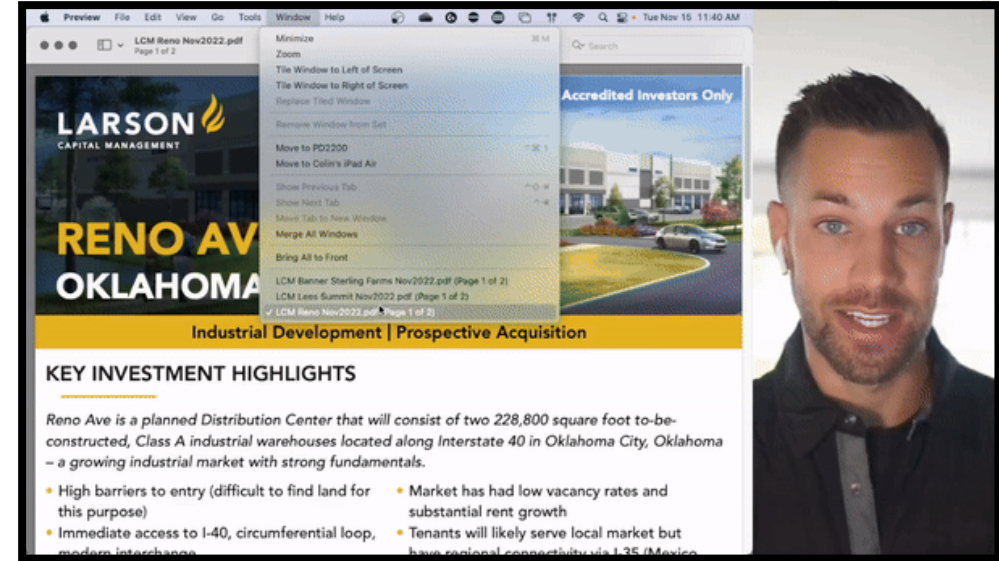 Preview File Edit View Go Tools Window Help Tue Nov 15 11:40 AM
LCM Reno Nov2022.pdf
Page 1 of 2
Search
Minimize ⌘M
Zoom
Tile Window to Left of Screen
Tile Window to Right of Screen
Replace Tiled Window
Remove Window from Set
Move to PD2200
Move to Colin's iPad Air
Show Previous Tab
Show Next Tab
Move Tab to New Window
Merge All Windows
Bring All to Front
LCM Banner Sterling Farms Nov2022.pdf (Page 1 of 2)
LCM Lees Summit Nov2022.pdf (Page 1 of 2)
✓ LCM Reno Nov2022.pdf (Page 1 of 2)
Accredited Investors Only
LARSON
CAPITAL MANAGEMENT
RENO AV
OKLAHOMA
Industrial Development | Prospective Acquisition
KEY INVESTMENT HIGHLIGHTS
Reno Ave is a planned Distribution Center that will consist of two 228,800 square foot to-be-
constructed, Class A industrial warehouses located along Interstate 40 in Oklahoma City, Oklahoma
– a growing industrial market with strong fundamentals.
• High barriers to entry (difficult to find land for
this purpose)
• Immediate access to I-40, circumferential loop,
modern interchange
• Market has had low vacancy rates and
substantial rent growth
• Tenants will likely serve local market but
have regional connectivity via I-35 (Mexico